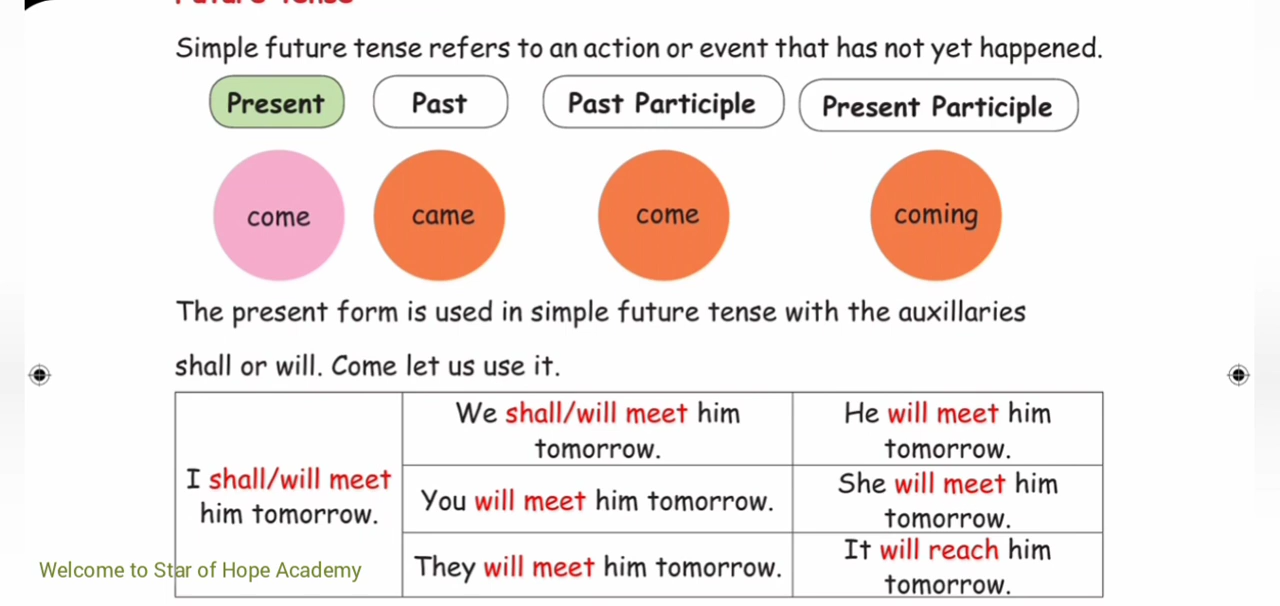 Future Tense
Simple future tense refers to an action or event that has not yet happened.
Present Past Past Participle Present Participle
come came come coming
The present form is used in simple future tense with the auxillaries
shall or will. Come let us use it.
I shall/will meet
him tomorrow.
We shall/will meet him
tomorrow.
He will meet him
tomorrow.
You will meet him tomorrow.
She will meet him
tomorrow.
They will meet him tomorrow.
It will reach him
tomorrow.
Welcome to Star of Hope Academy